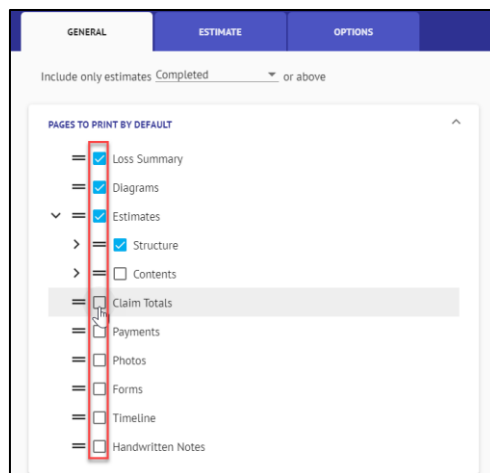 GENERAL ESTIMATE OPTIONS
Include only estimates Completed or above
PAGES TO PRINT BY DEFAULT
Loss Summary
Diagrams
Estimates
Structure
Contents
Claim Totals
Payments
Photos
Forms
Timeline
Handwritten Notes